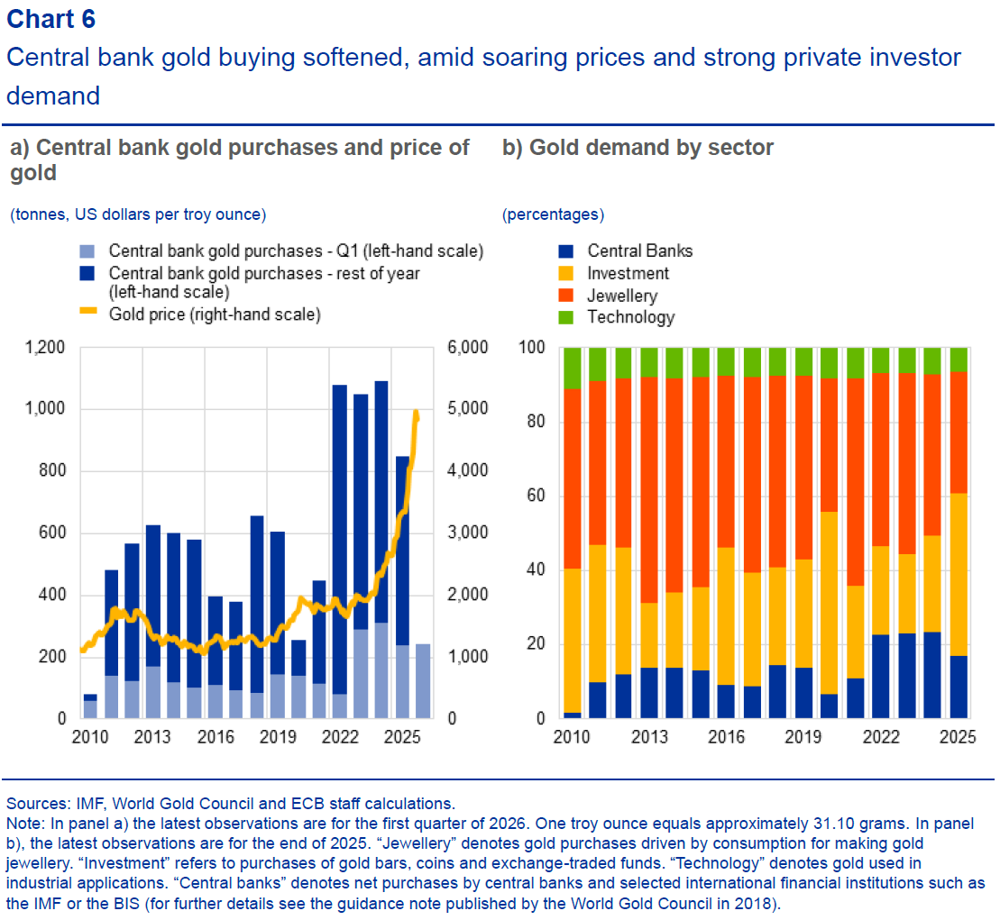 Chart 6
Central bank gold buying softened, amid soaring prices and strong private investor
demand
a) Central bank gold purchases and price of
gold
(tonnes, US dollars per troy ounce)
Central bank gold purchases - Q1 (left-hand scale)
Central bank gold purchases - rest of year
(left-hand scale)
Gold price (right-hand scale)
1,200
1,000
800
600
400
200
0
6,000
5,000
4,000
3,000
2,000
1,000
0
2010 2013 2016 2019 2022 2025
b) Gold demand by sector
(percentages)
Central Banks
Investment
Jewellery
Technology
100
80
60
40
20
0
2010 2013 2016 2019 2022 2025
Sources: IMF, World Gold Council and ECB staff calculations.
Note: In panel a) the latest observations are for the first quarter of 2026. One troy ounce equals approximately 31.10 grams. In panel
b), the latest observations are for the end of 2025. “Jewellery” denotes gold purchases driven by consumption for making gold
jewellery. “Investment” refers to purchases of gold bars, coins and exchange-traded funds. “Technology” denotes gold used in
industrial applications. “Central banks” denotes net purchases by central banks and selected international financial institutions such as
the IMF or the BIS (for further details see the guidance note published by the World Gold Council in 2018).